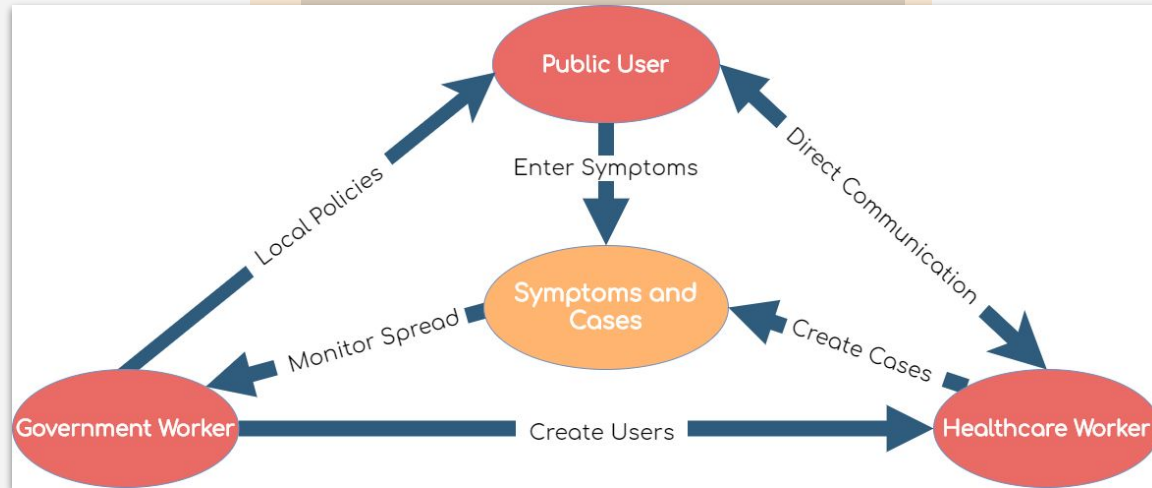 Public User
Enter Symptoms
Local Policies
Direct Communication
Symptoms and
Cases
Monitor Spread
Create Cases
Government Worker
Create Users
Healthcare Worker